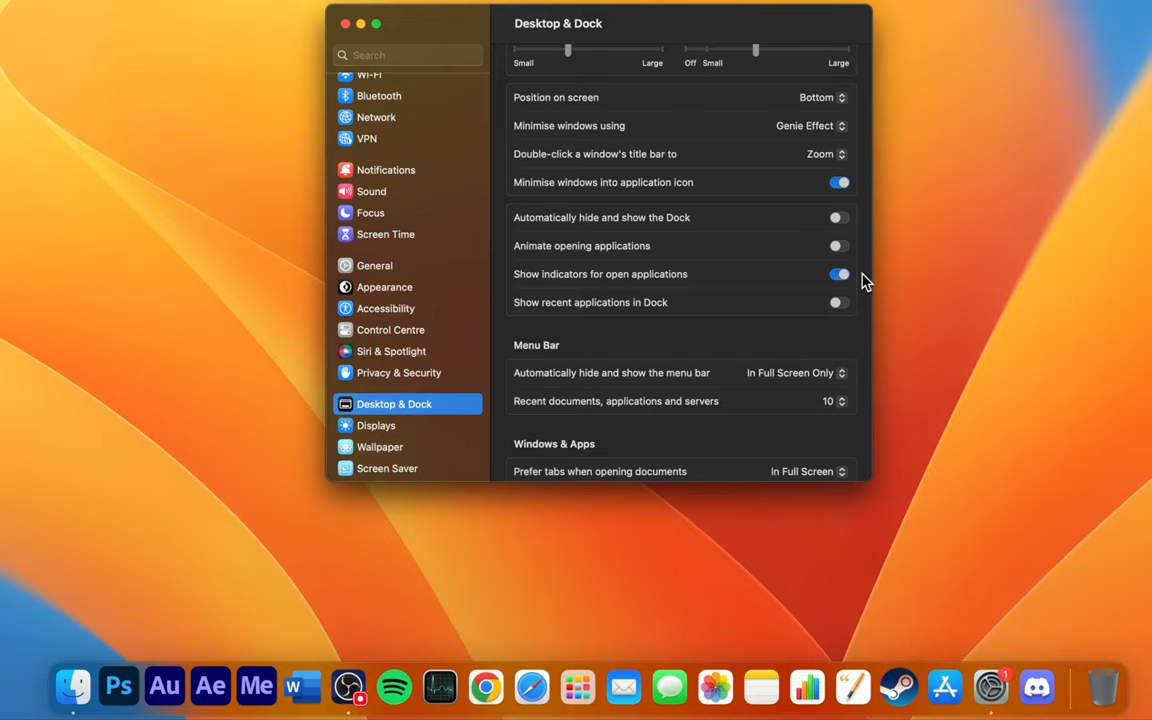 Desktop & Dock
Search
Wi-Fi
Bluetooth
Network
VPN
Notifications
Sound
Focus
Screen Time
General
Appearance
Accessibility
Control Centre
Siri & Spotlight
Privacy & Security
Desktop & Dock
Displays
Wallpaper
Screen Saver
Small Large Off Small Large
Position on screen Bottom
Minimise windows using Genie Effect
Double-click a window's title bar to Zoom
Minimise windows into application icon
Automatically hide and show the Dock
Animate opening applications
Show indicators for open applications
Show recent applications in Dock
Menu Bar
Automatically hide and show the menu bar In Full Screen Only
Recent documents, applications and servers 10
Windows & Apps
Prefer tabs when opening documents In Full Screen
Ps Au Ae Me W 1